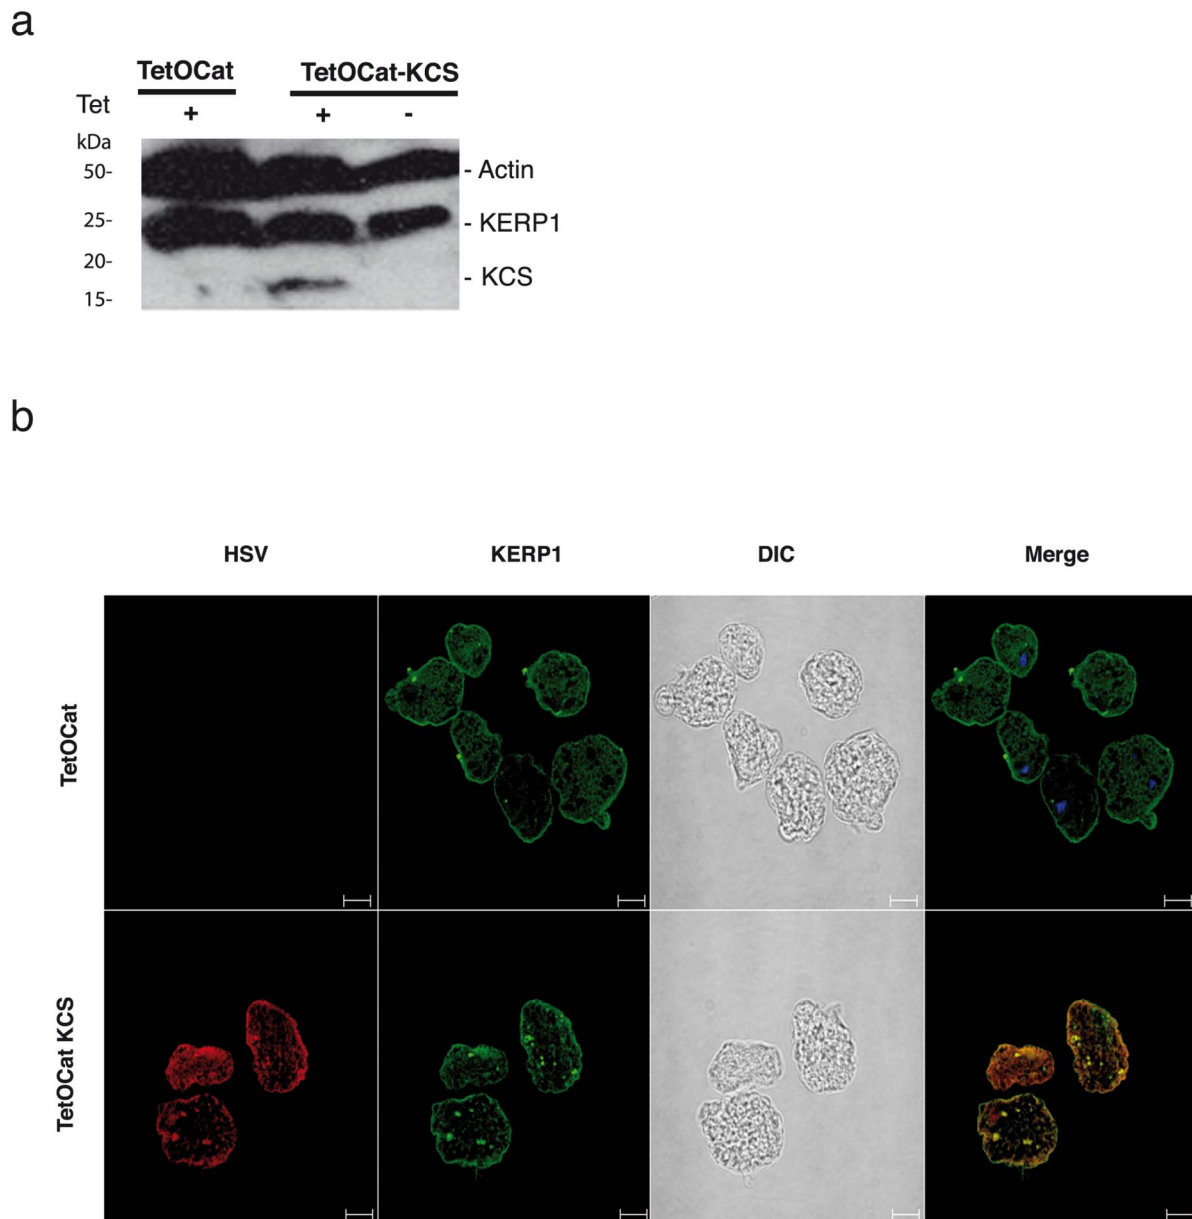 a
TetOCat TetOCat-KCS
Tet + + -
kDa
50- - Actin
25- - KERP1
20- - KCS
15-
b
HSV KERP1 DIC Merge
TetOCat
TetOCat KCS